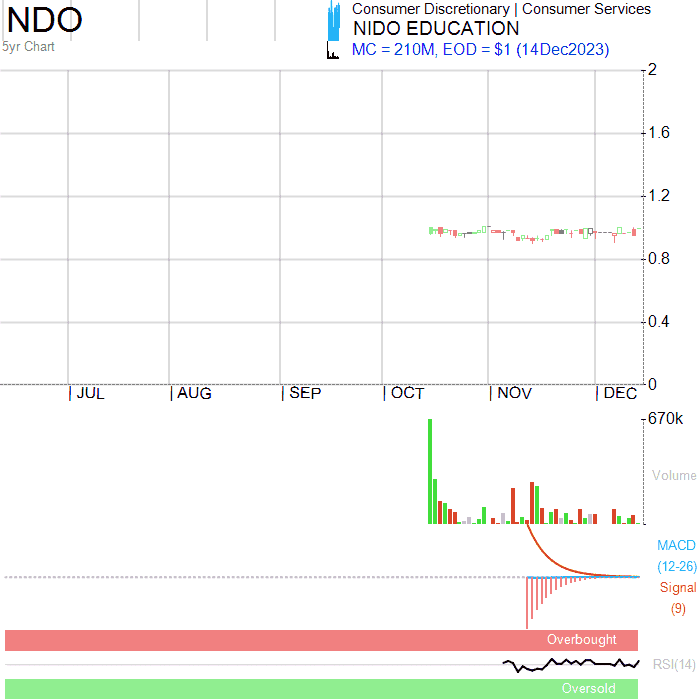 NDO
5yr Chart
Consumer Discretionary | Consumer Services
NIDO EDUCATION
MC = 210M, EOD = $1 (14Dec2023)
2
1.6
1.2
0.8
0.4
0
| JUL | AUG | SEP | OCT | NOV | DEC
670k
Volume
MACD
(12-26)
Signal
(9)
Overbought
RSI(14)
Oversold